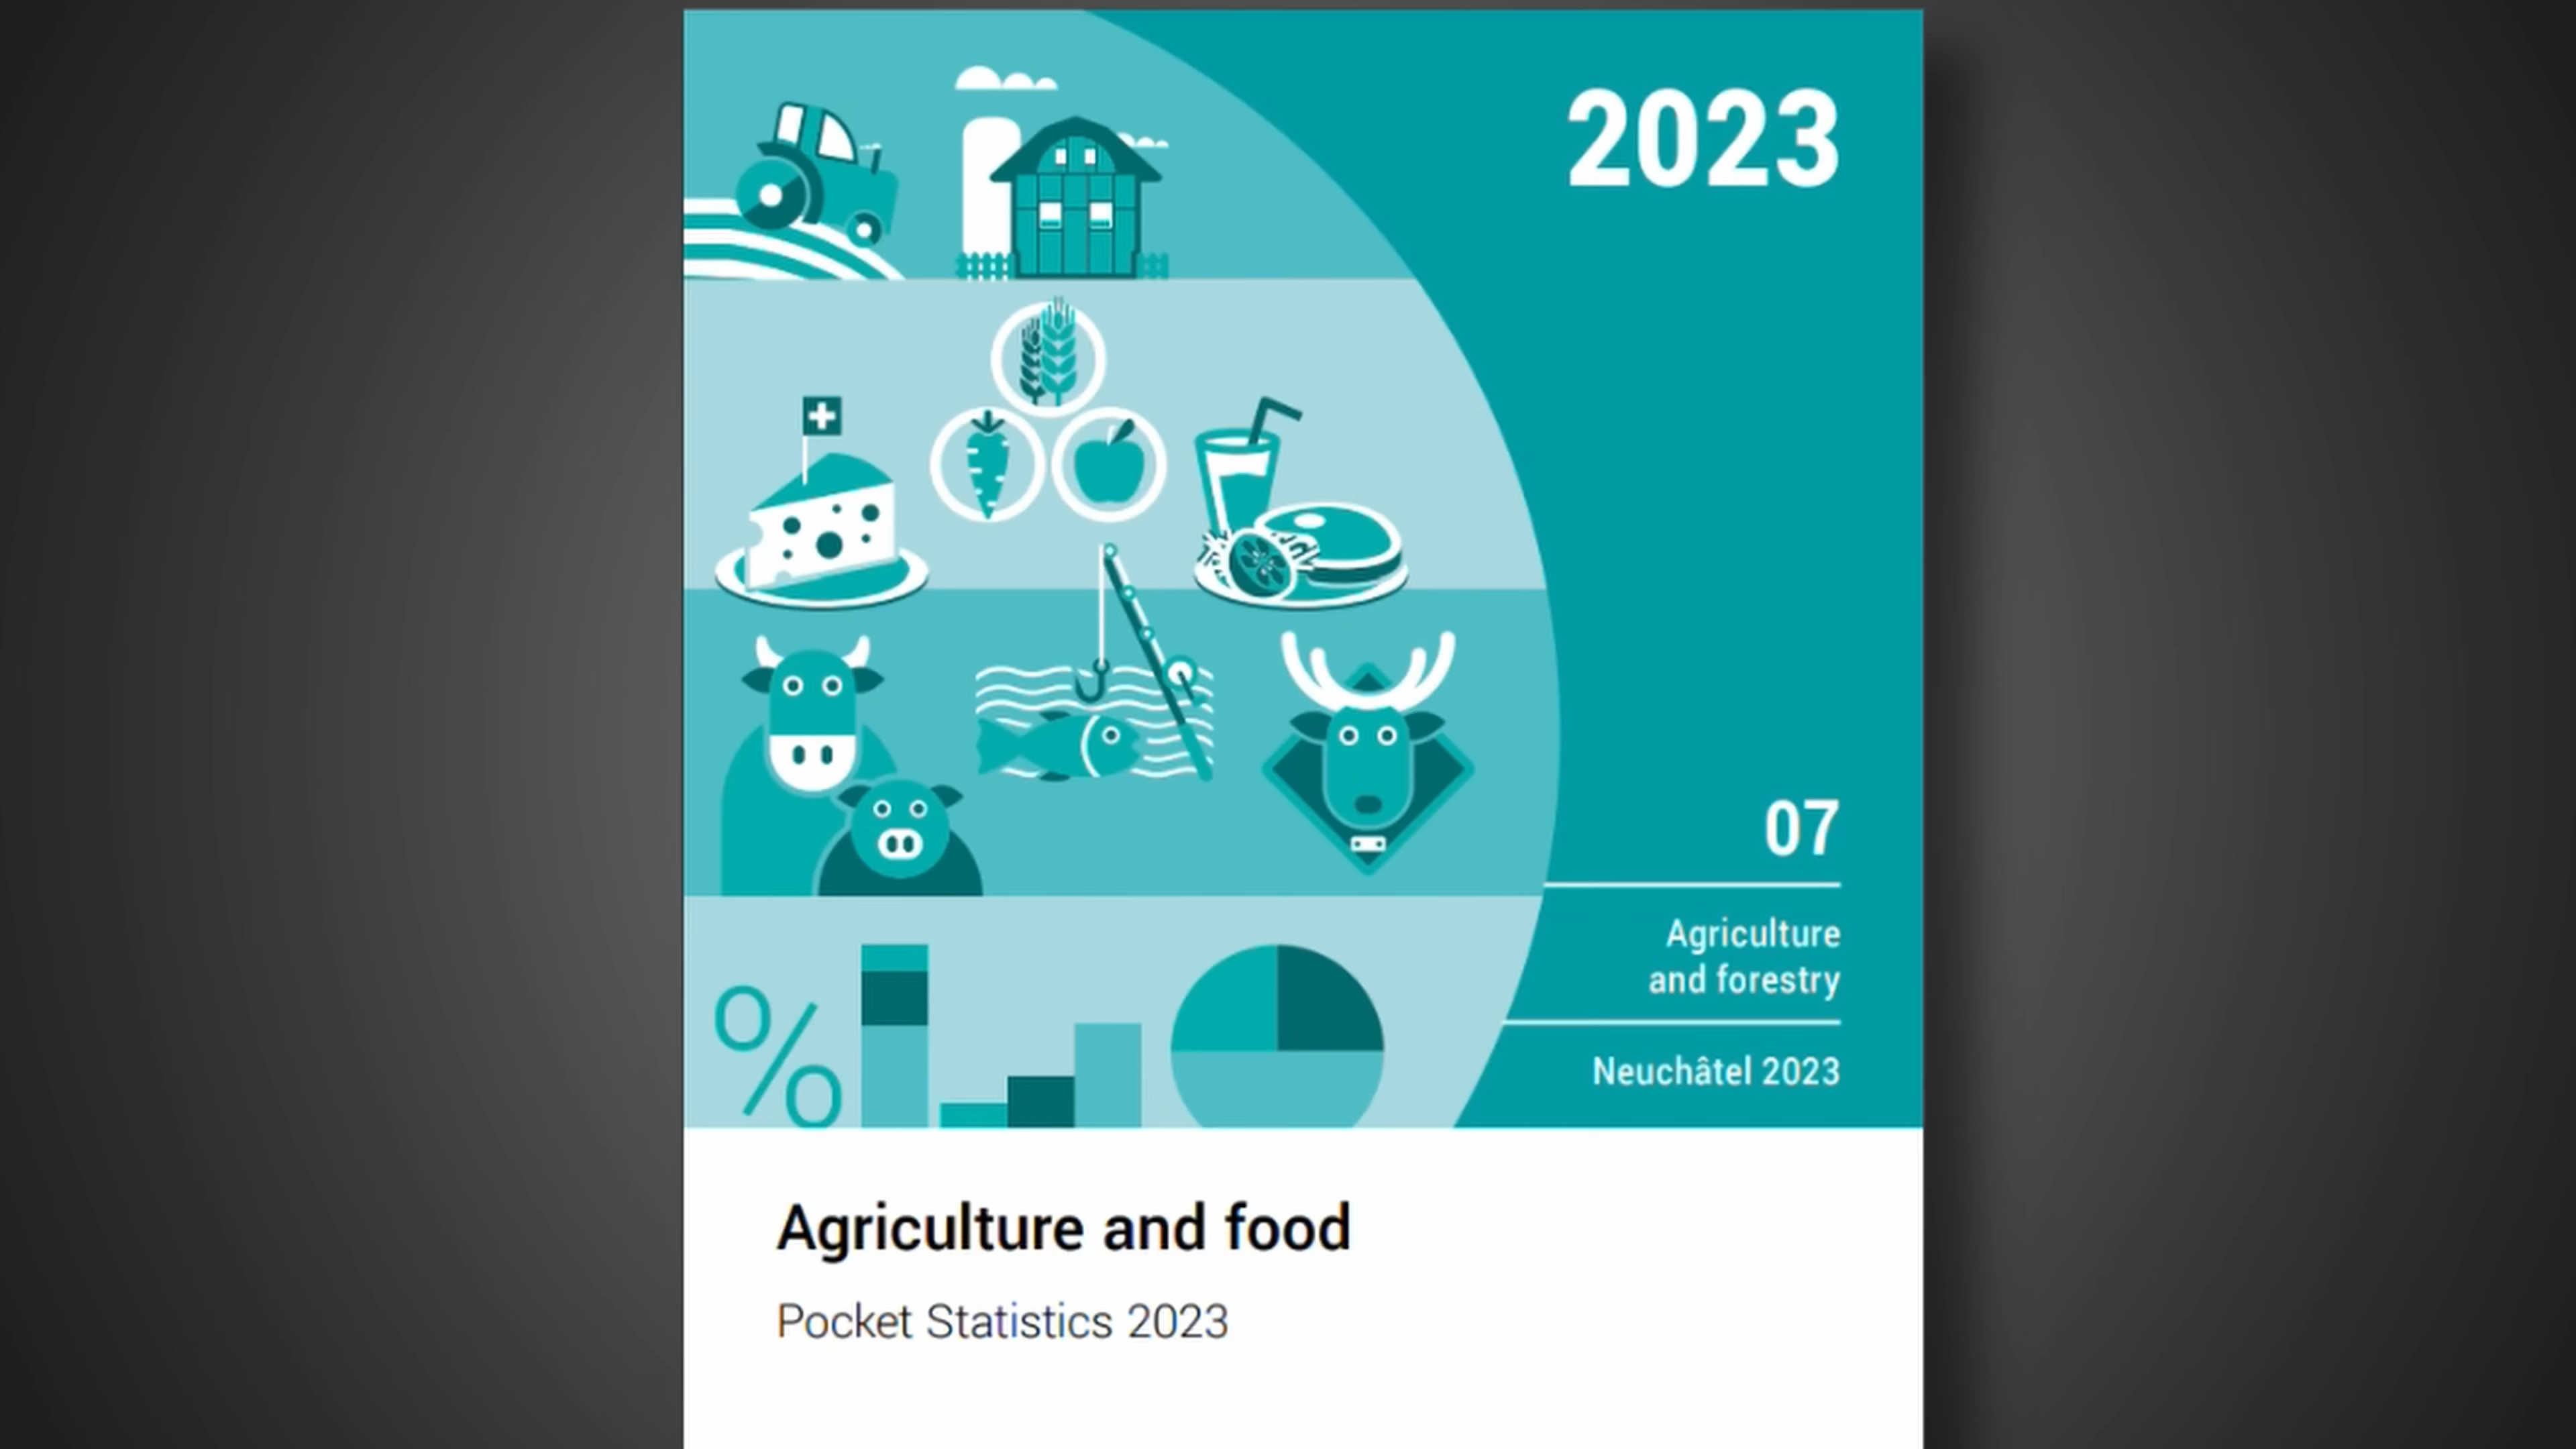 2023
07
Agriculture
and forestry
Neuchâtel 2023
%
Agriculture and food
Pocket Statistics 2023